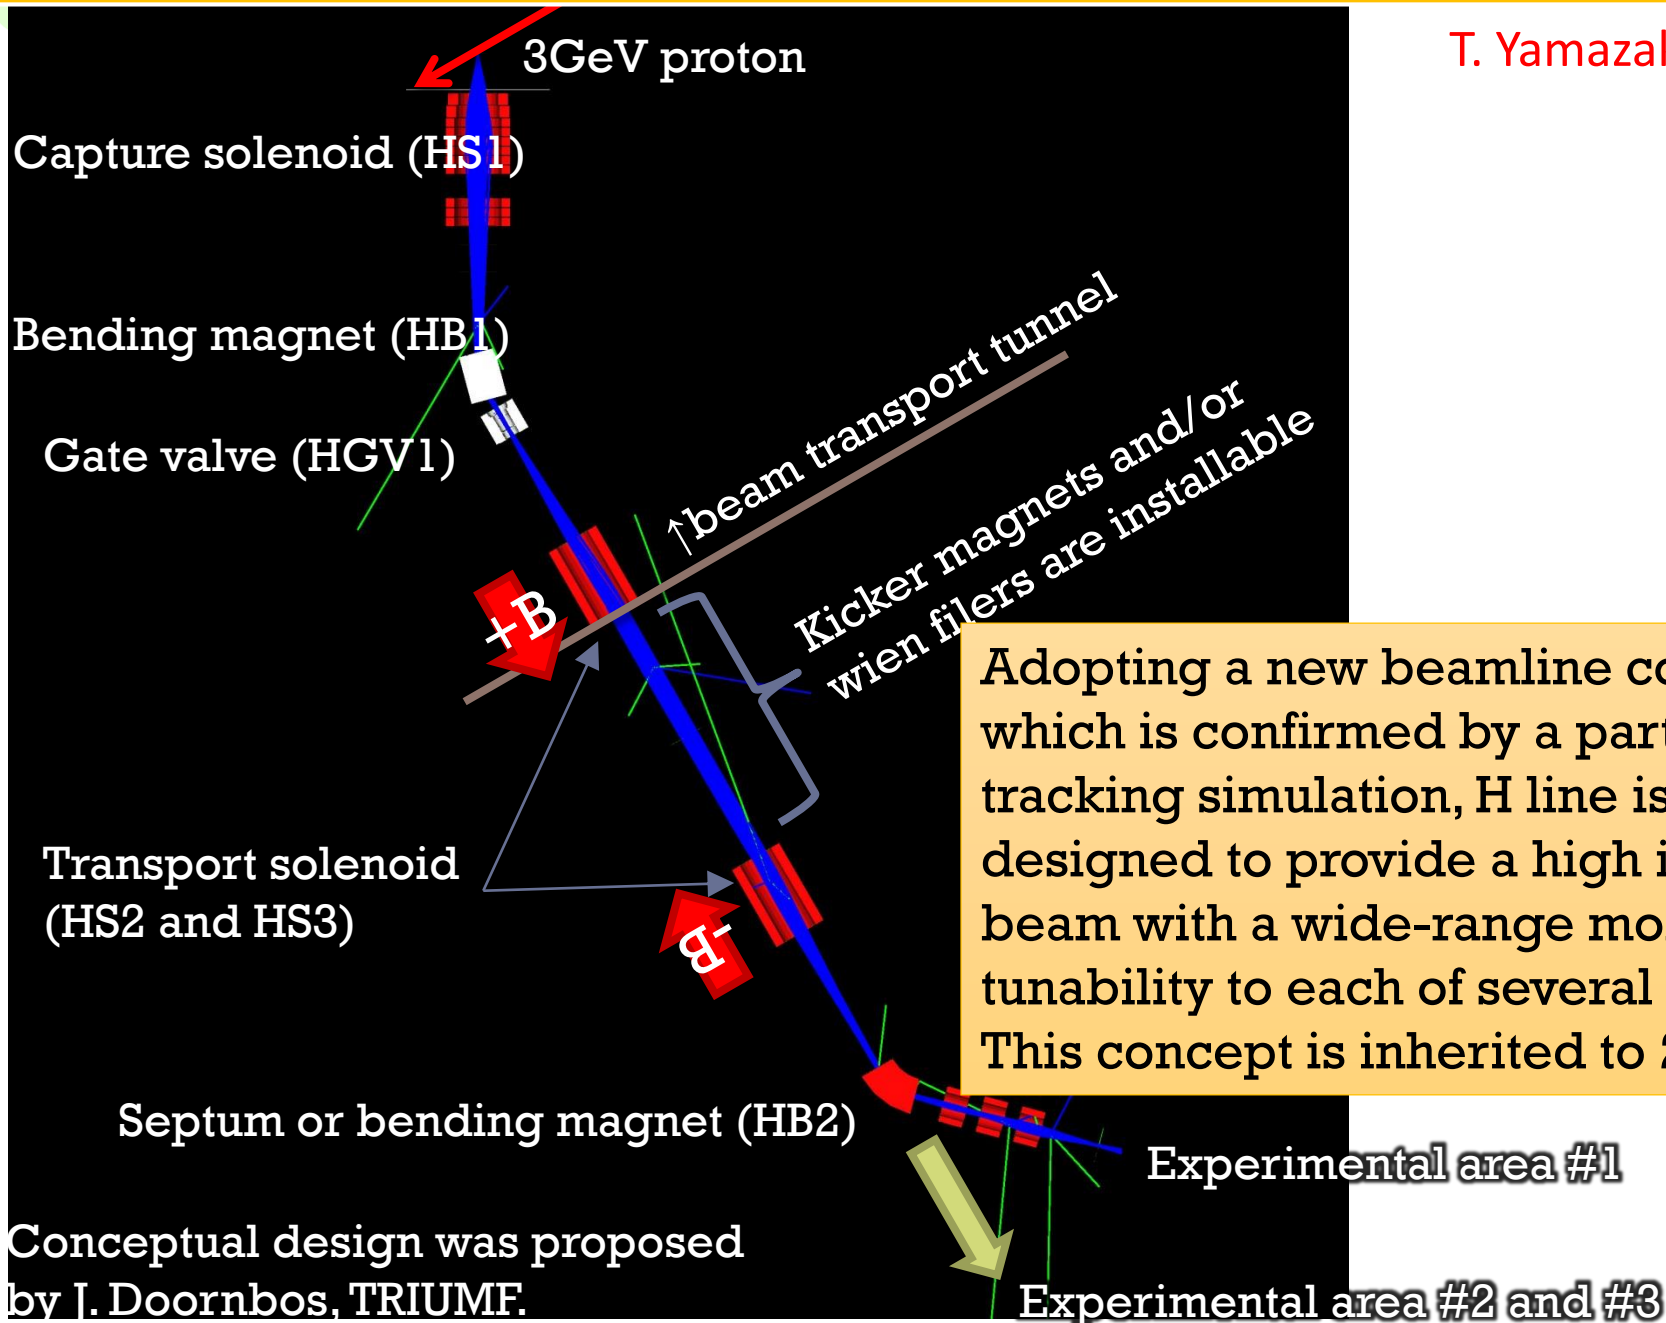 3GeV proton
T. Yamazal
Capture solenoid (HS1)
Bending magnet (HB1)
Gate valve (HGV1)
↑beam transport tunnel
Kicker magnets and/or
wien filers are installable
+B
Adopting a new beamline
which is confirmed by a
tracking simulation, H line is
designed to provide a high
beam with a wide-range
tunability to each of several
This concept is inherited to
Transport solenoid
(HS2 and HS3)
-B
Septum or bending magnet (HB2)
Experimental area #1
Conceptual design was proposed
by J. Doornbos, TRIUMF.
Experimental area #2 and #3